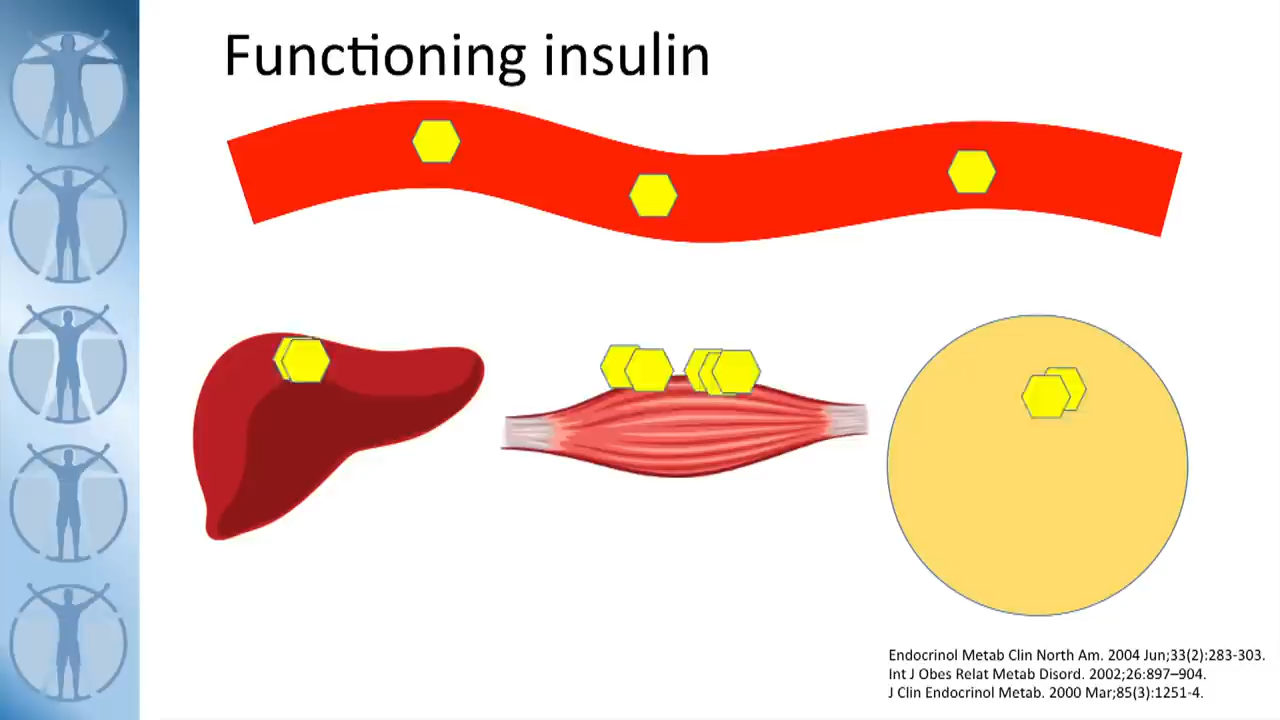 Functioning insulin
Endocrinol Metab Clin North Am. 2004 Jun;33(2):283-303.
Int J Obes Relat Metab Disord. 2002;26:897–904.
J Clin Endocrinol Metab. 2000 Mar;85(3):1251-4.